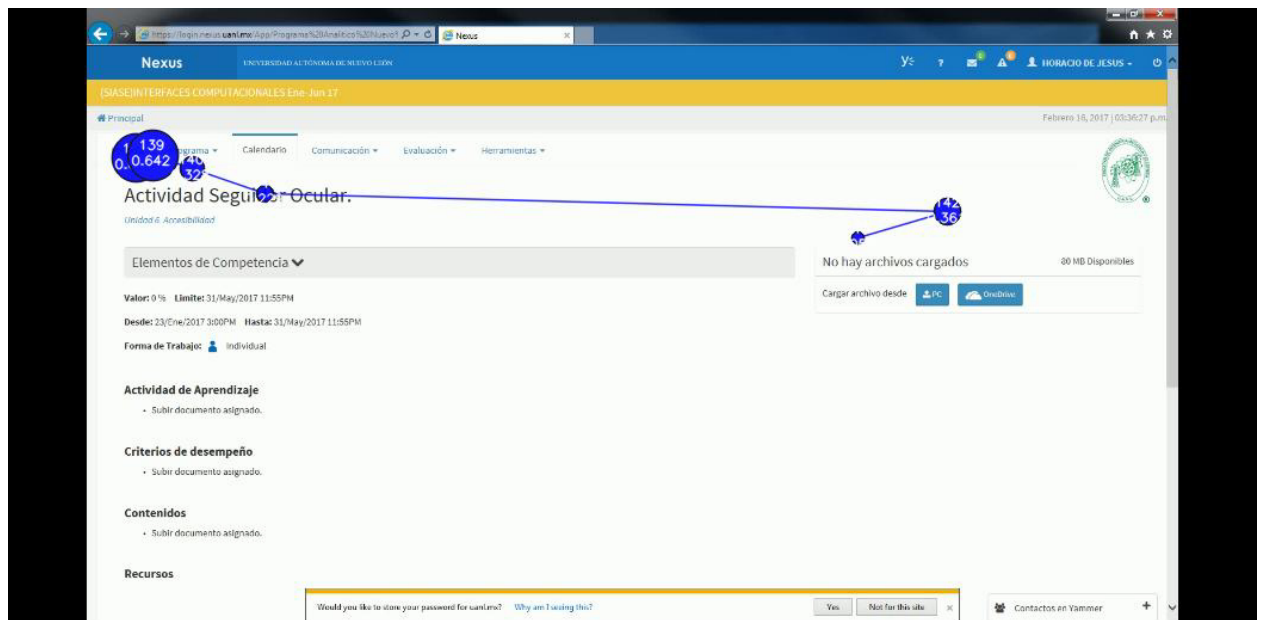 https://login.nexus.uanl.mx/App/Programa%20Analitico%20Nuevo
Nexus
Nexus UNIVERSIDAD AUTÓNOMA DE NUEVO LEÓN ? HORACIO DE JESUS
(SIASE)INTERFACES COMPUTACIONALES Ene-Jun 17
Principal Febrero 16, 2017 | 03:36:27 p.m.
Calendario Comunicación Evaluación Herramientas
139
0.642
142
36
Ocular.
Actividad
Unidad 6. Accesibilidad
Elementos de Competencia
No hay archivos cargados 80 MB Disponibles
Valor: 0 % Limite: 31/May/2017 11:55PM
Cargar archivo desde PC OneDrive
Desde: 23/Ene/2017 3:00PM Hasta: 31/May/2017 11:55PM
Forma de Trabajo: Individual
Actividad de Aprendizaje
• Subir documento asignado.
Criterios de desempeño
• Subir documento asignado.
Contenidos
• Subir documento asignado.
Recursos
Would you like to store your password for uanl.mx? Why am I seeing this? Yes Not for this site ×
Contactos en Yammer +